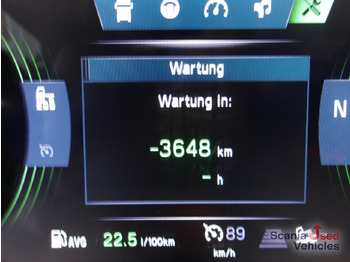 Wartung
Wartung in:
-3648 km
- h
N
AVG 22.5 l/100km
89
km/h
Scania Used
Vehicles